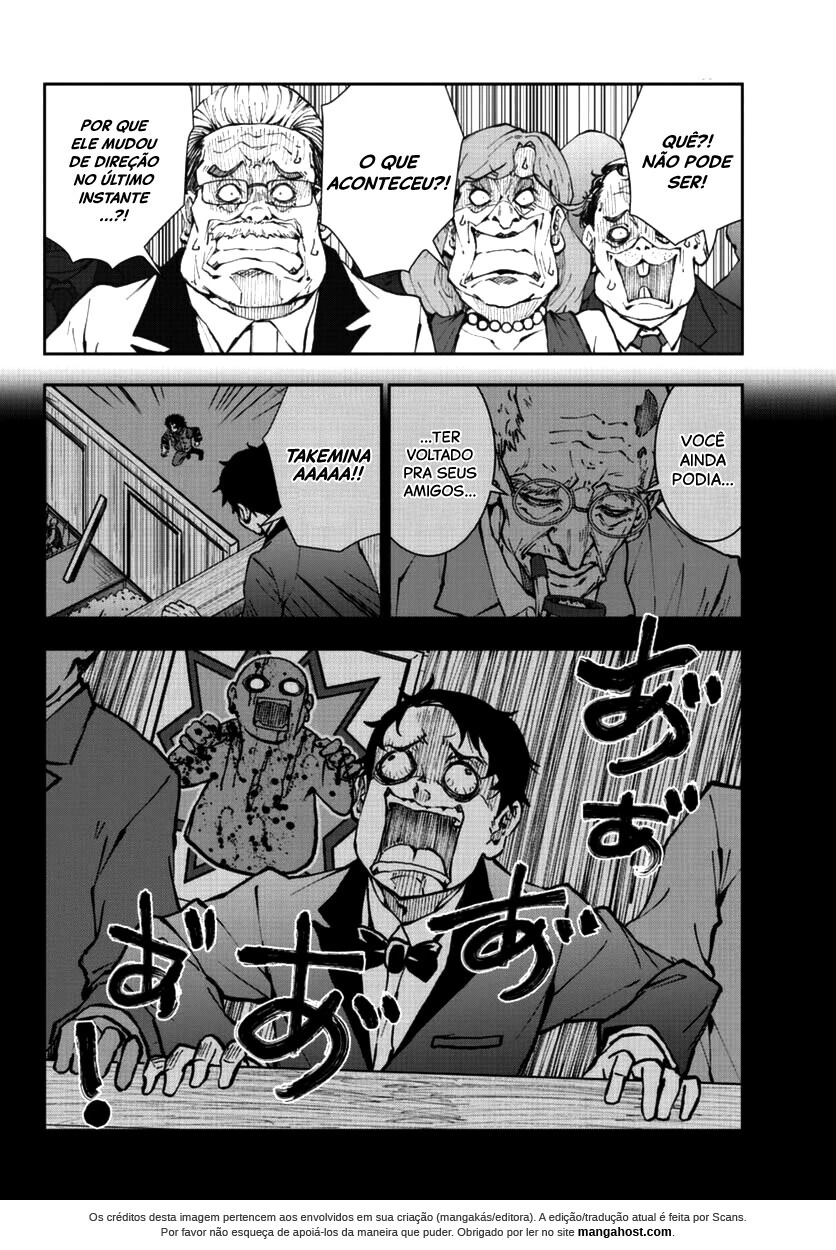 QUÊ?!
NÃO PODE
SER!
O QUE
ACONTECEU?!
POR QUE
ELE MUDOU
DE DIREÇÃO
NO ÚLTIMO
INSTANTE
...?!
VOCÊ
AINDA
PODIA...
...TER
VOLTADO
PRA SEUS
AMIGOS...
TAKEMINA
AAAAA!!
あ゛
あ゛
あ゛
あ゛
あ゛
!
Os créditos desta imagem pertencem aos envolvidos em sua criação (mangakás/editora). A edição/tradução atual é feita por Scans.
Por favor não esqueça de apoiá-los da maneira que puder. Obrigado por ler no site mangahost.com.